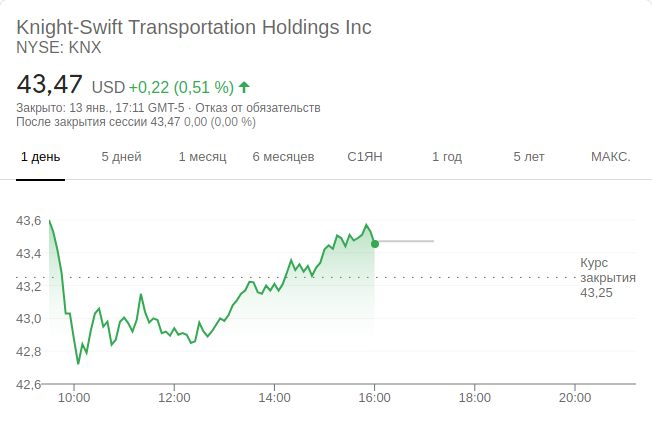 Knight-Swift Transportation Holdings Inc
NYSE: KNX
43,47 USD +0,22 (0,51 %)
Закрыто: 13 янв., 17:11 GMT-5 · Отказ от обязательств
После закрытия сессии 43,47 0,00 (0,00 %)
1 день 5 дней 1 месяц 6 месяцев С1ЯН 1 год 5 лет МАКС.
43,6
43,4
43,2
43,0
42,8
42,6
Курс
закрытия
43,25
10:00 12:00 14:00 16:00 18:00 20:00